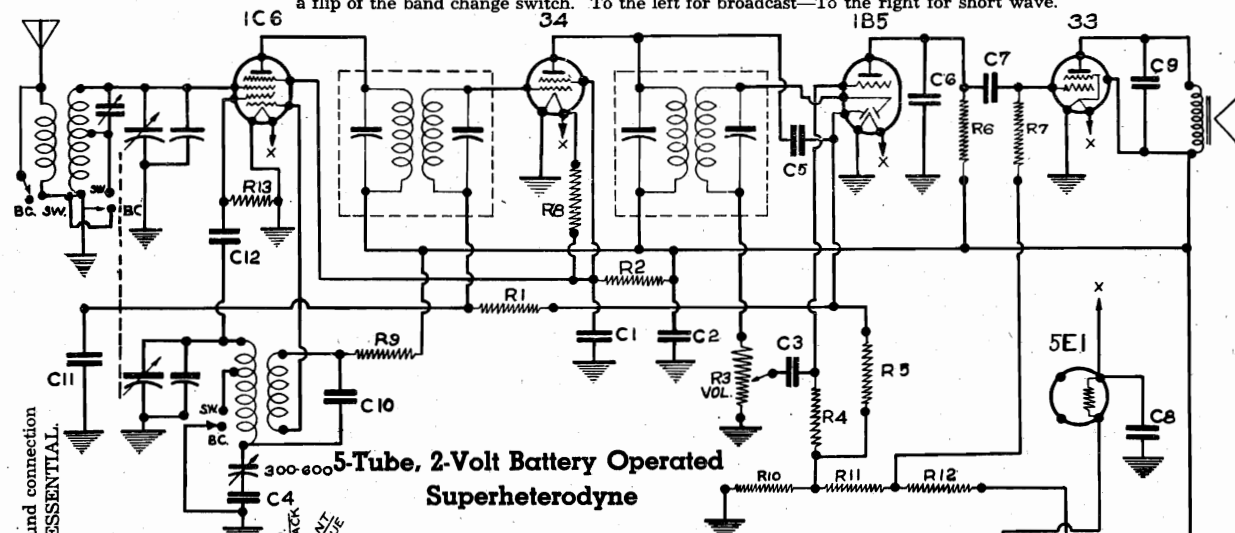 a flip of the band change switch. To the left for broadcast—To the right for short wave.
1C6
34
1B5
33
C6
C7
C9
R6
R7
C5
X
X
X
X
R13
R8
BC. SW.
SW.
BC
C12
R2
R1
C1
C2
X
5E1
C11
R9
C3
R3
VOL.
R5
R4
C10
C8
SW.
BC.
300-600
C4
5-Tube, 2-Volt Battery Operated
Superheterodyne
R10
R11
R12
und connection
ESSENTIAL.
ACK